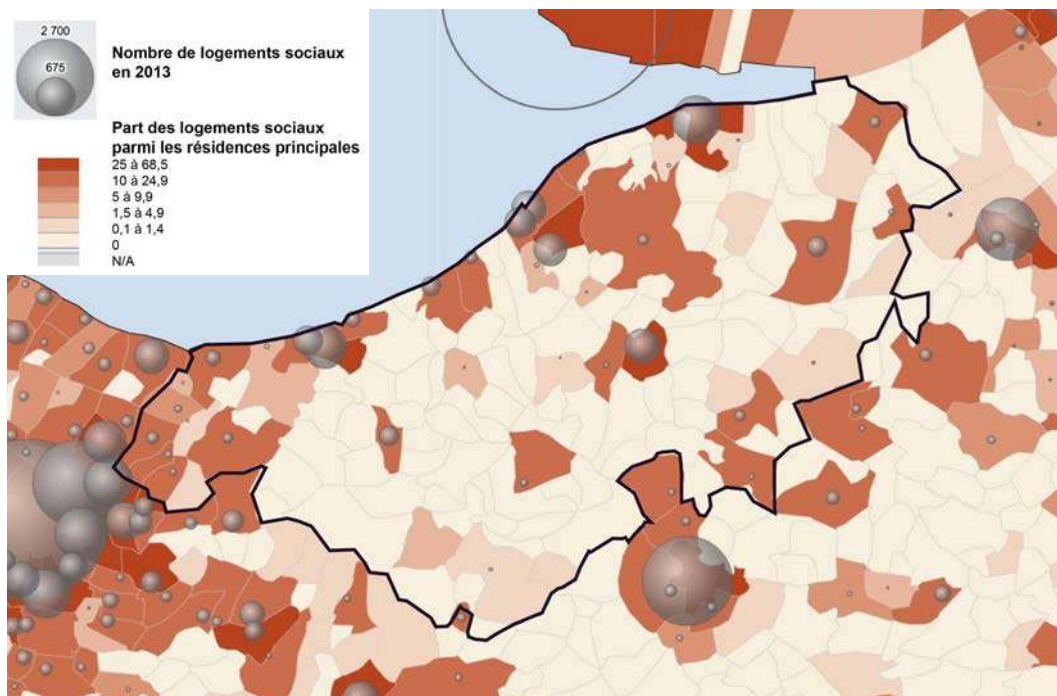 2 700
675
Nombre de logements sociaux
en 2013
Part des logements sociaux
parmi les résidences principales
25 à 68,5
10 à 24,9
5 à 9,9
1,5 à 4,9
0,1 à 1,4
0
N/A